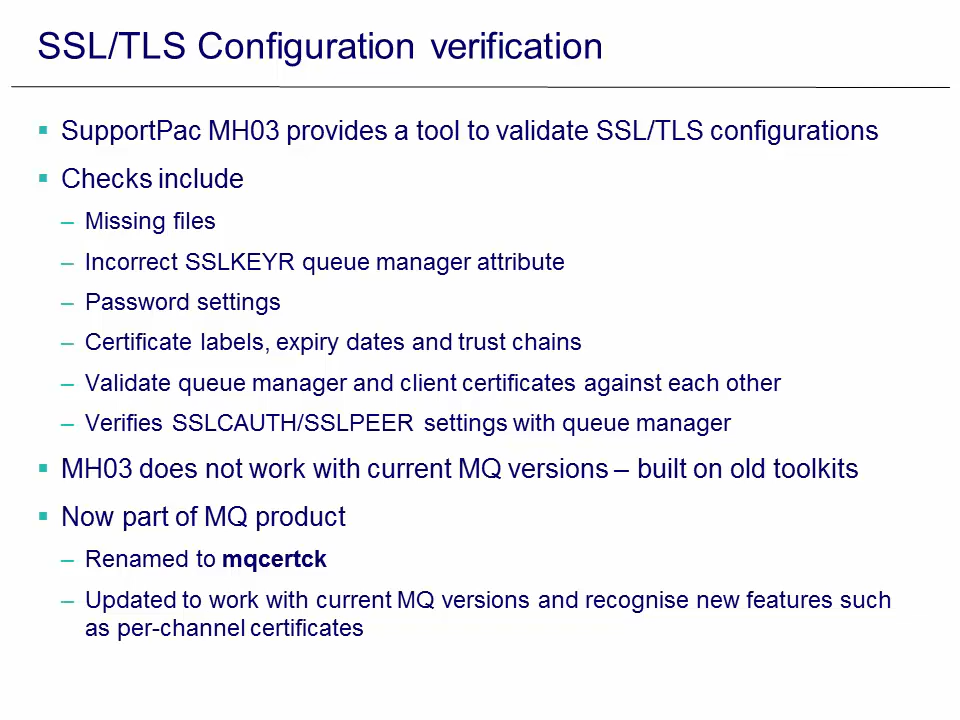 SSL/TLS Configuration verification
▪ SupportPac MH03 provides a tool to validate SSL/TLS configurations
▪ Checks include
– Missing files
– Incorrect SSLKEYR queue manager attribute
– Password settings
– Certificate labels, expiry dates and trust chains
– Validate queue manager and client certificates against each other
– Verifies SSLCAUTH/SSLPEER settings with queue manager
▪ MH03 does not work with current MQ versions – built on old toolkits
▪ Now part of MQ product
– Renamed to mqcertck
– Updated to work with current MQ versions and recognise new features such
as per-channel certificates